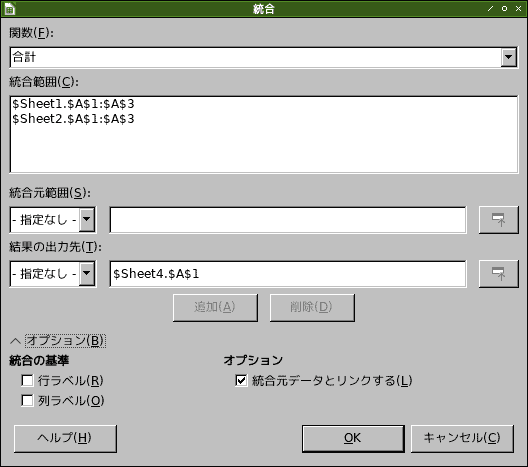 統合
関数(F):
合計
統合範囲(C):
$Sheet1.$A$1:$A$3
$Sheet2.$A$1:$A$3
統合元範囲(S):
- 指定なし -
結果の出力先(T):
- 指定なし - $Sheet4.$A$1
追加(A) 削除(D)
オプション(B)
統合の基準 オプション
行ラベル(R) 統合元データとリンクする(L)
列ラベル(O)
ヘルプ(H) OK キャンセル(C)